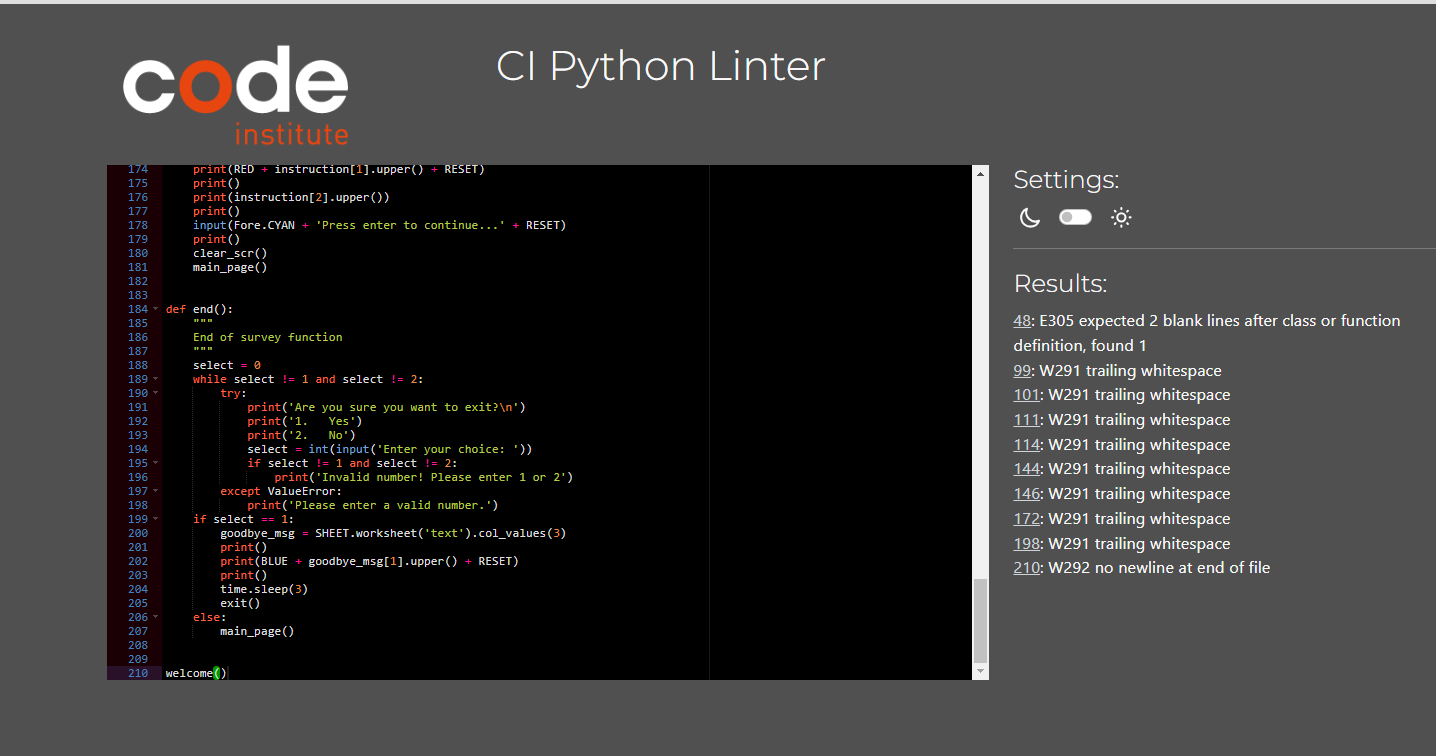 code
institute
CI Python Linter
174 print(RED + instruction[1].upper() + RESET)
175 print()
176 print(instruction[2].upper())
177 print()
178 input(Fore.CYAN + 'Press enter to continue...' + RESET)
179 print()
180 clear_scr()
181 main_page()
182
183
184 def end():
185 """
186 End of survey function
187 """
188 select = 0
189 while select != 1 and select != 2:
190 try:
191 print('Are you sure you want to exit?\n')
192 print('1.   Yes')
193 print('2.   No')
194 select = int(input('Enter your choice: '))
195 if select != 1 and select != 2:
196 print('Invalid number! Please enter 1 or 2')
197 except ValueError:
198 print('Please enter a valid number.')
199 if select == 1:
200 goodbye_msg = SHEET.worksheet('text').col_values(3)
201 print()
202 print(BLUE + goodbye_msg[1].upper() + RESET)
203 print()
204 time.sleep(3)
205 exit()
206 else:
207 main_page()
208
209
210 welcome()
Settings:
Results:
48: E305 expected 2 blank lines after class or function
definition, found 1
99: W291 trailing whitespace
101: W291 trailing whitespace
111: W291 trailing whitespace
114: W291 trailing whitespace
144: W291 trailing whitespace
146: W291 trailing whitespace
172: W291 trailing whitespace
198: W291 trailing whitespace
210: W292 no newline at end of file